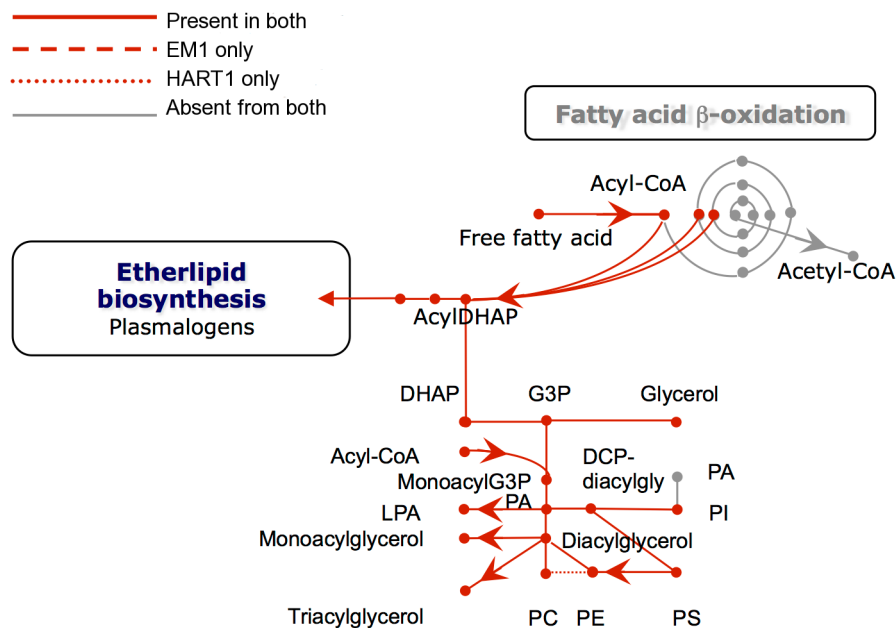 Present in both
EM1 only
HART1 only
Absent from both
Fatty acid β-oxidation
Acyl-CoA
Free fatty acid
Acetyl-CoA
Etherlipid
biosynthesis
Plasmalogens
AcylDHAP
DHAP
G3P
Glycerol
Acyl-CoA
DCP-
diacylgly
PA
MonoacylG3P
PA
LPA
PI
Monoacylglycerol
Diacylglycerol
Triacylglycerol
PC
PE
PS